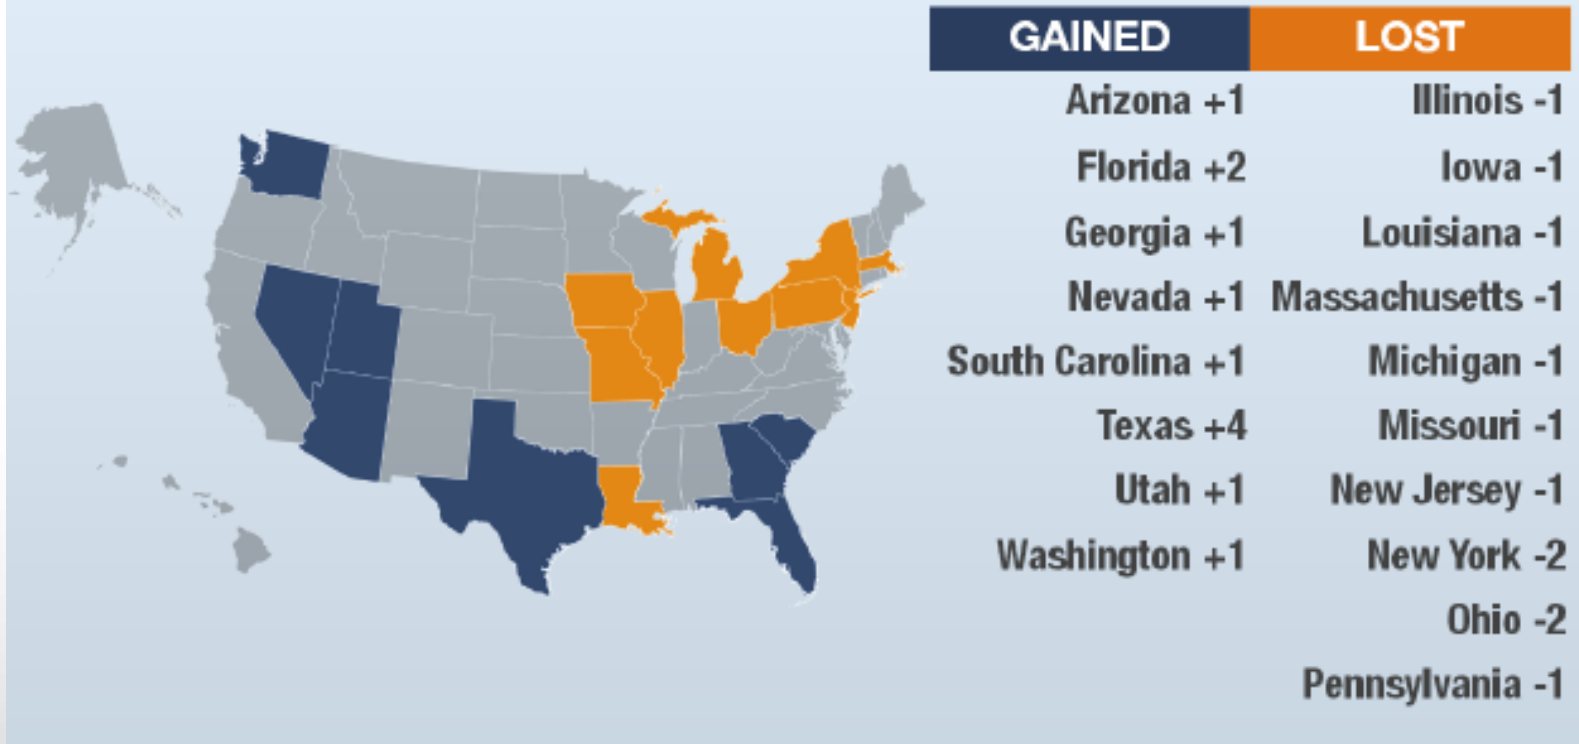 GAINED LOST
Arizona +1 Illinois -1
Florida +2 Iowa -1
Georgia +1 Louisiana -1
Nevada +1 Massachusetts -1
South Carolina +1 Michigan -1
Texas +4 Missouri -1
Utah +1 New Jersey -1
Washington +1 New York -2
Ohio -2
Pennsylvania -1